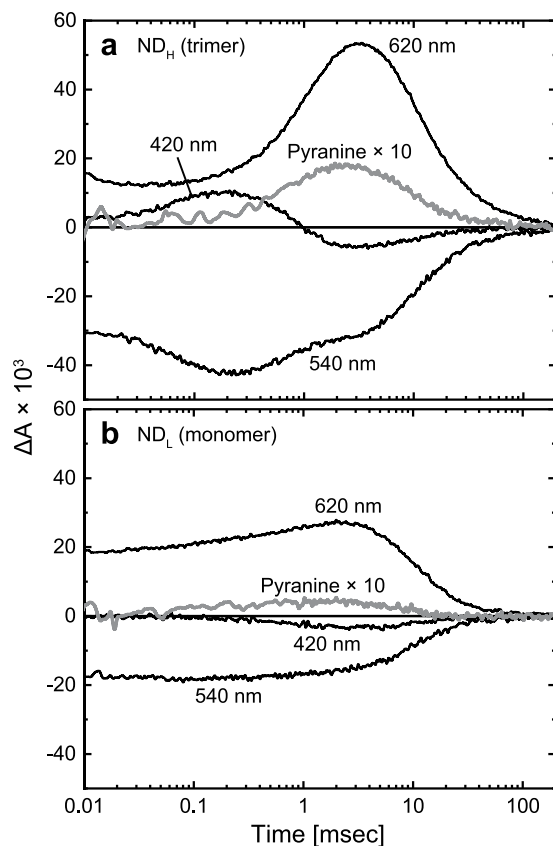 60
a ND_H (trimer)
620 nm
40
420 nm
Pyranine × 10
20
0
-20
540 nm
-40
ΔA × 10³
60
b ND_L (monomer)
40
620 nm
20
Pyranine × 10
0
420 nm
-20
540 nm
-40
0.01 0.1 1 10 100
Time [msec]